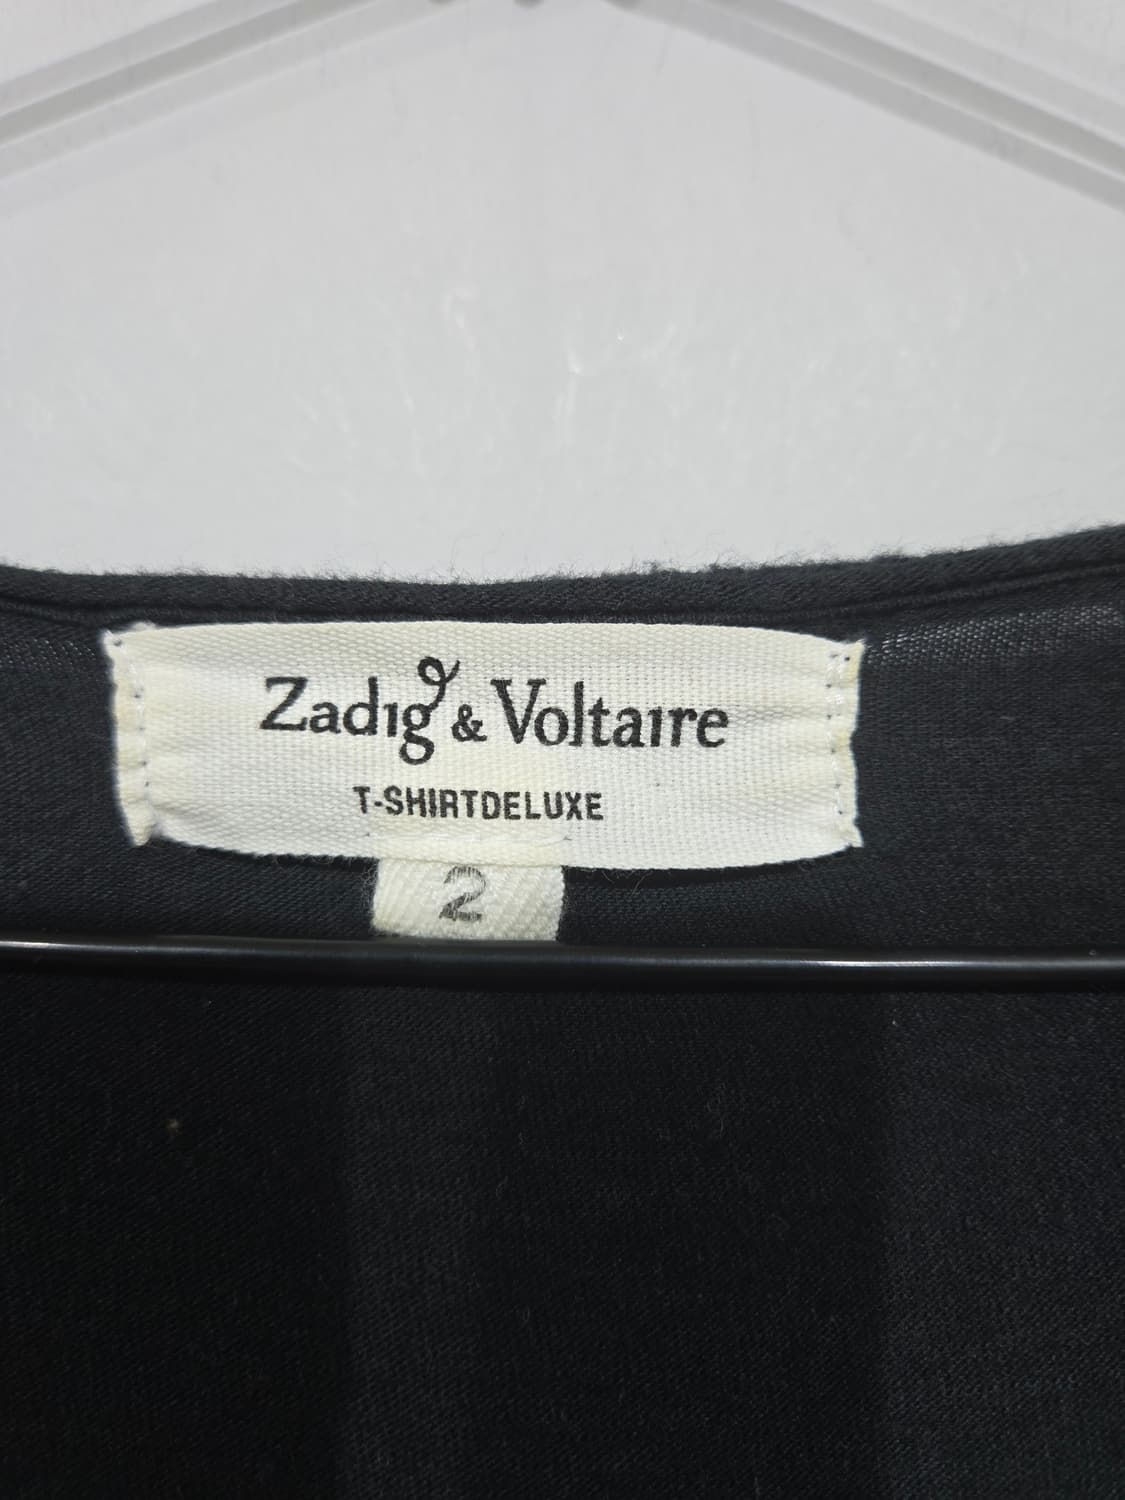 Zadig & Voltaire
T-SHIRTDELUXE
2